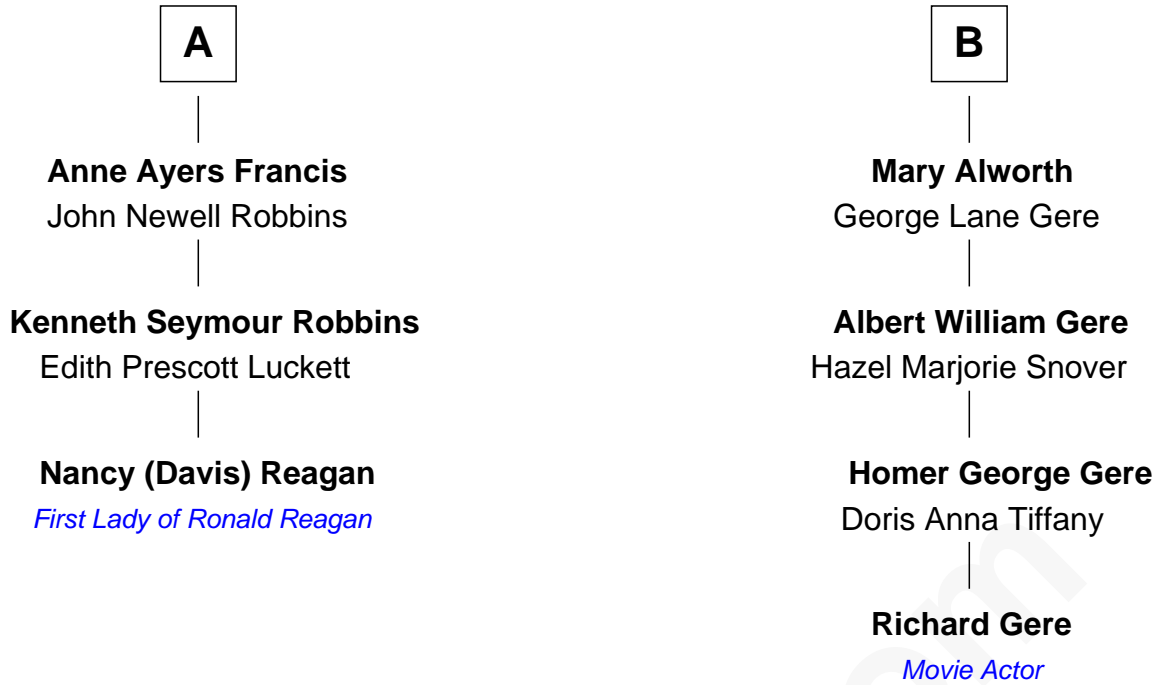 A
Anne Ayers Francis
John Newell Robbins
Kenneth Seymour Robbins
Edith Prescott Luckett
Nancy (Davis) Reagan
First Lady of Ronald Reagan
B
Mary Alworth
George Lane Gere
Albert William Gere
Hazel Marjorie Snover
Homer George Gere
Doris Anna Tiffany
Richard Gere
Movie Actor